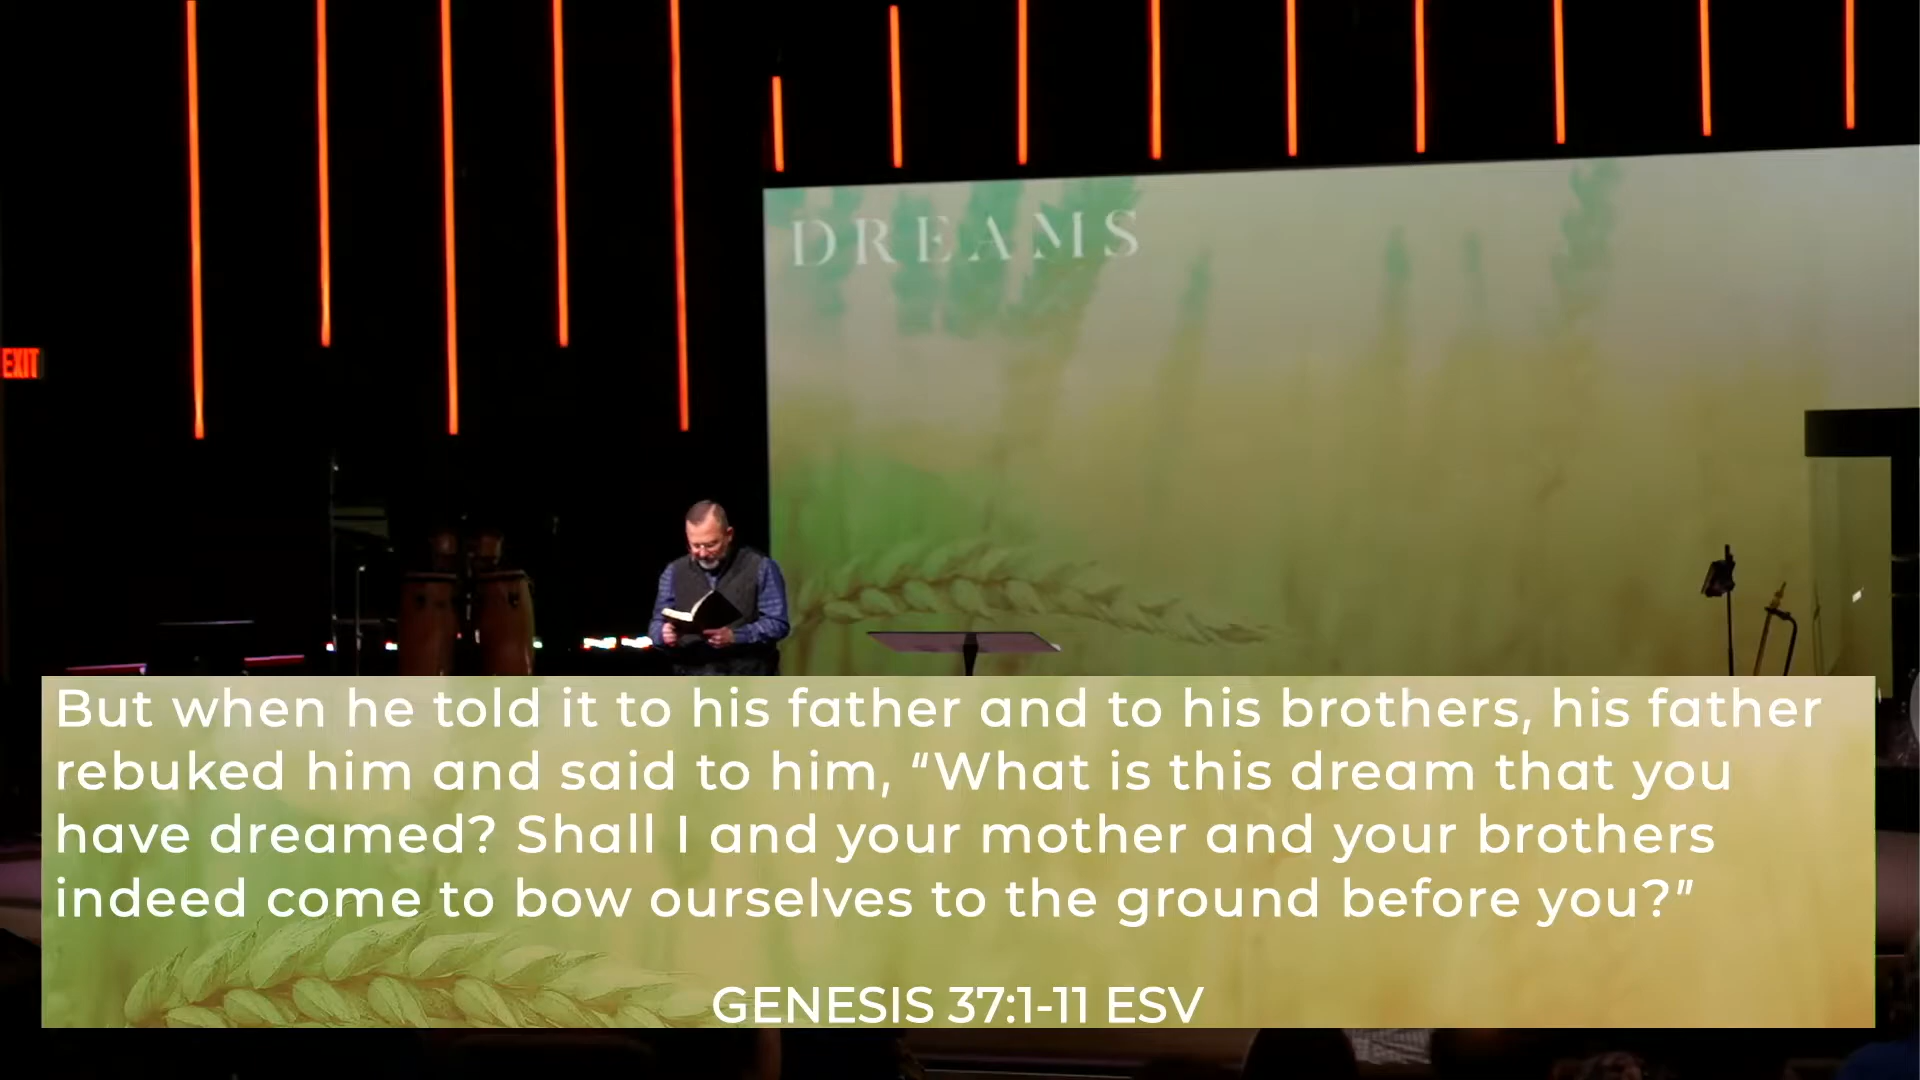 DREAMS
EXIT
But when he told it to his father and to his brothers, his father
rebuked him and said to him, “What is this dream that you
have dreamed? Shall I and your mother and your brothers
indeed come to bow ourselves to the ground before you?”
GENESIS 37:1-11 ESV